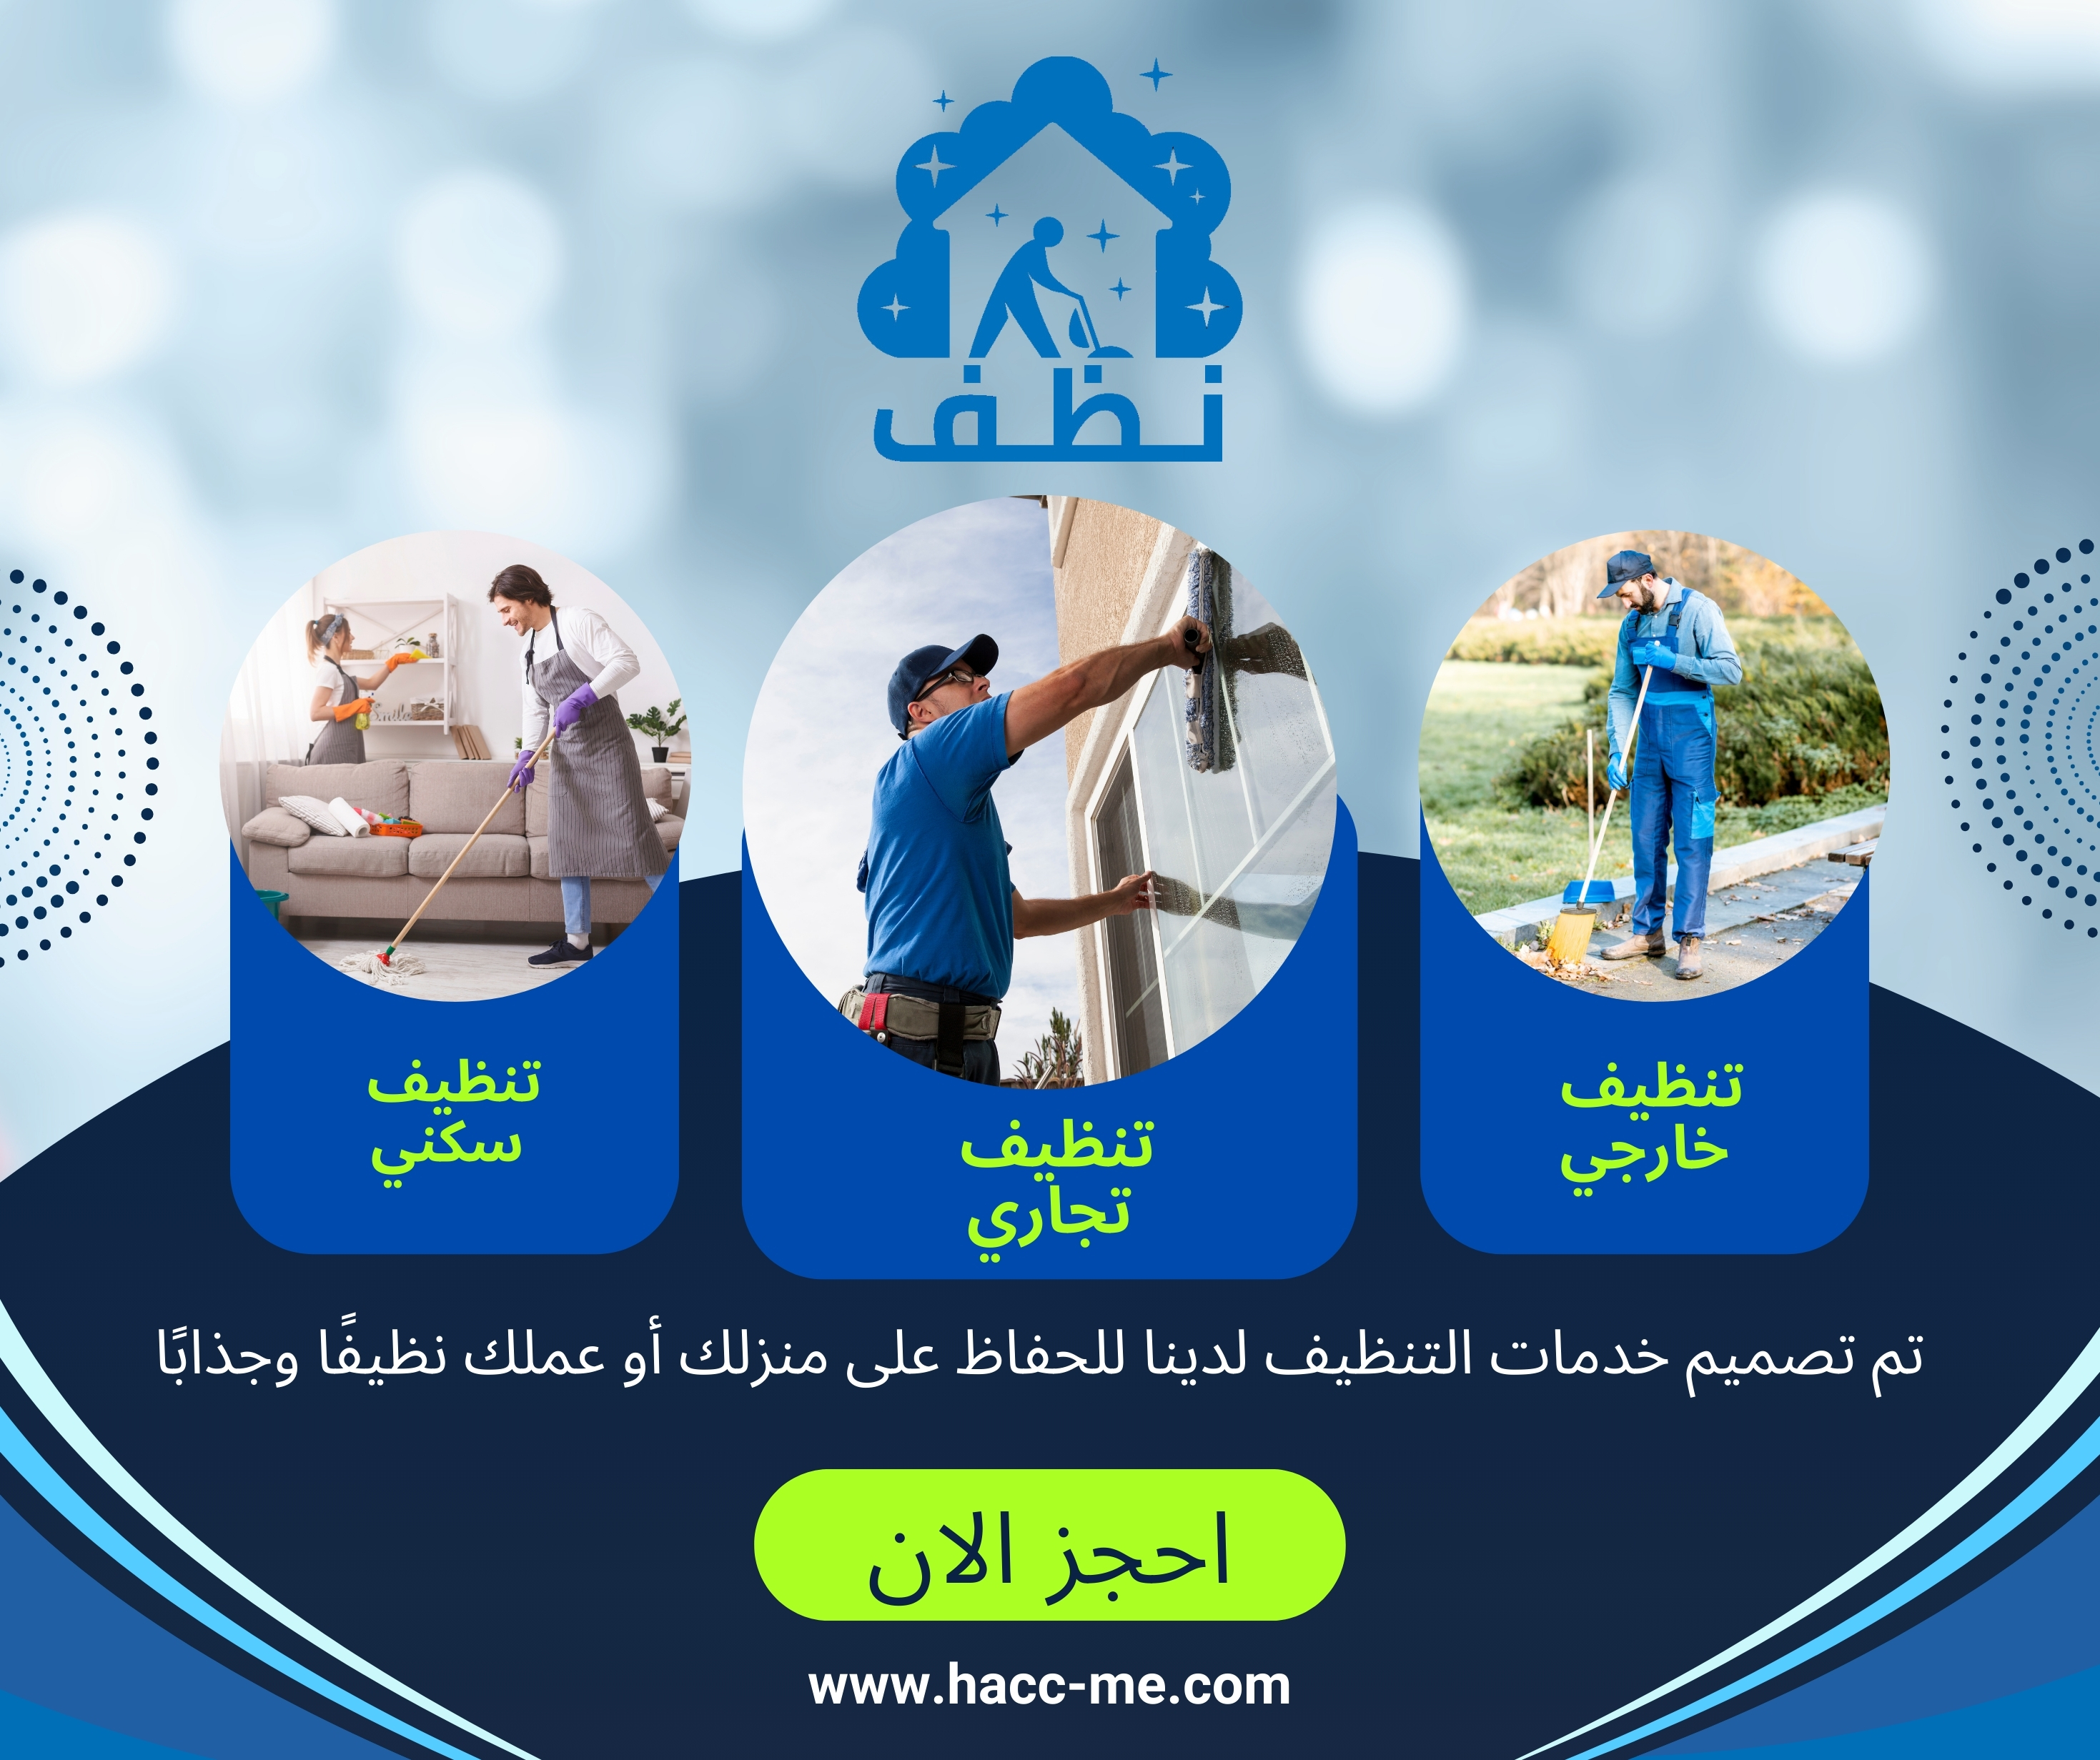 نظف
تنظيف
خارجي
تنظيف
تجاري
تنظيف
سكني
تم تصميم خدمات التنظيف لدينا للحفاظ على منزلك أو عملك نظيفًا وجذابًا
احجز الان
www.hacc-me.com